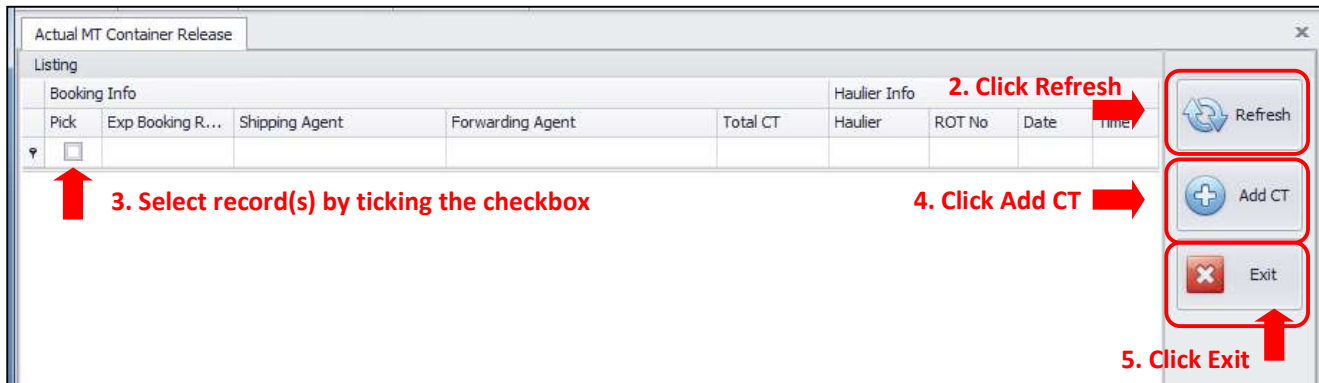 Actual MT Container Release
Listing
Booking Info Haulier Info
2. Click Refresh
Pick Exp Booking R... Shipping Agent Forwarding Agent Total CT Haulier ROT No Date Time
Refresh
3. Select record(s) by ticking the checkbox
4. Click Add CT
Add CT
Exit
5. Click Exit